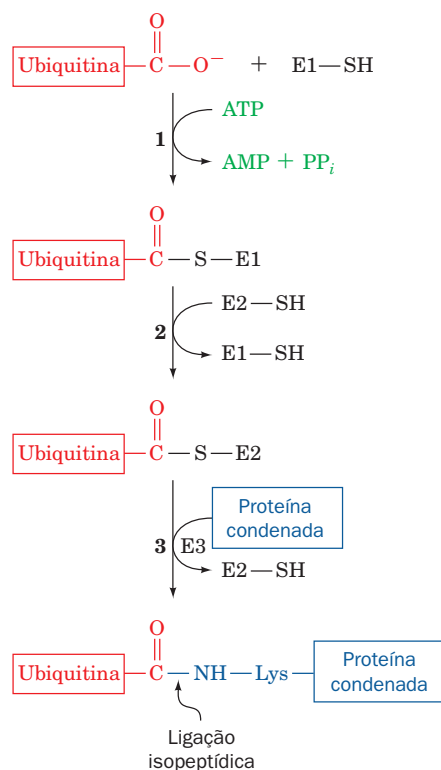 O
Ubiquitina—C—O⁻ + E1—SH
ATP
1
AMP + PPi
O
Ubiquitina—C—S—E1
E2—SH
2
E1—SH
O
Ubiquitina—C—S—E2
Proteína
condenada
3 E3
E2—SH
O
Ubiquitina—C—NH—Lys—Proteína
condenada
Ligação
isopeptídica